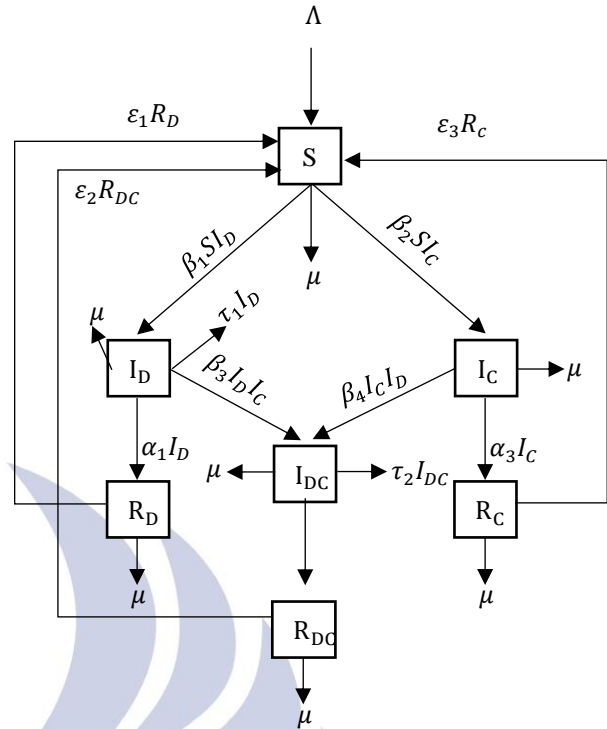 Λ
ε₁R_D
ε₃R_c
S
ε₂R_DC
β₁SI_D
β₂SI_C
μ
μ
τ₁I_D
I_D
β₃I_DI_C
β₄I_CI_D
I_C
μ
α₁I_D
α₃I_C
μ
I_DC
τ₂I_DC
R_D
R_C
μ
μ
R_DC
μ